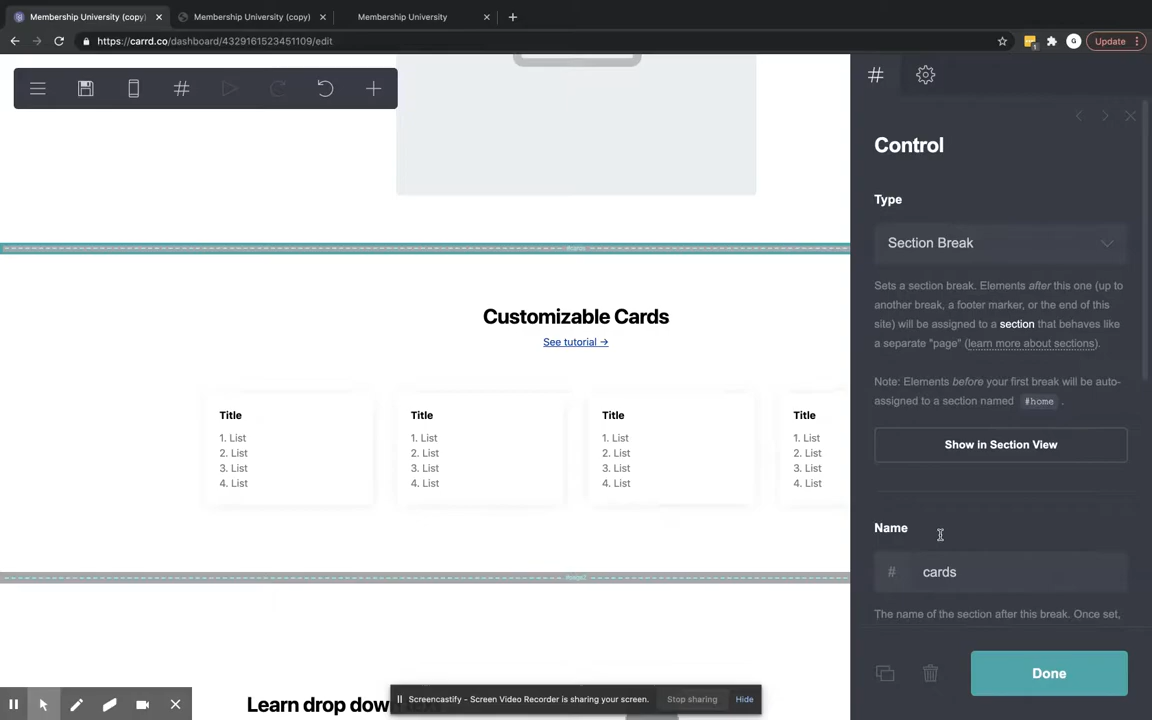 Membership University (copy)
Membership University (copy)
Membership University
https://carrd.co/dashboard/4329161523451109/edit
G
Update
Control
Type
Section Break
Sets a section break. Elements after this one (up to
another break, a footer marker, or the end of this
site) will be assigned to a section that behaves like
a separate "page" (learn more about sections).
Note: Elements before your first break will be auto-
assigned to a section named #home .
Show in Section View
Name
# cards
The name of the section after this break. Once set,
Done
Customizable Cards
See tutorial →
Title
1. List
2. List
3. List
4. List
Title
1. List
2. List
3. List
4. List
Title
1. List
2. List
3. List
4. List
Title
1. List
2. List
3. List
4. List
Learn drop dow
Screencastify - Screen Video Recorder is sharing your screen.
Stop sharing
Hide